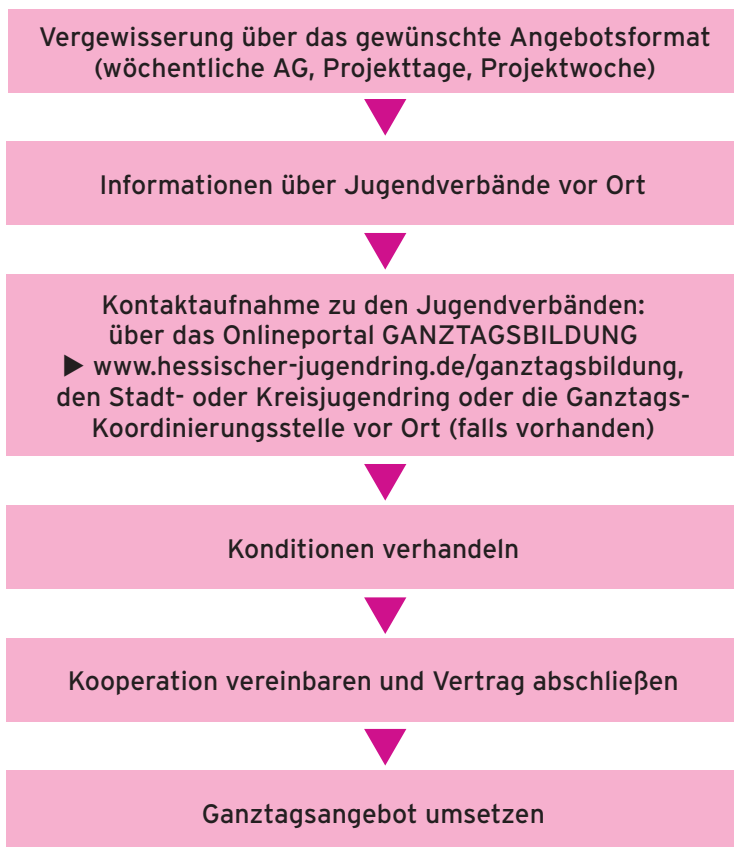 Vergewisserung über das gewünschte Angebotsformat
(wöchentliche AG, Projekttage, Projektwoche)
Informationen über Jugendverbände vor Ort
Kontaktaufnahme zu den Jugendverbänden:
über das Onlineportal GANZTAGSBILDUNG
▶ www.hessischer-jugendring.de/ganztagsbildung,
den Stadt- oder Kreisjugendring oder die Ganztags-
Koordinierungsstelle vor Ort (falls vorhanden)
Konditionen verhandeln
Kooperation vereinbaren und Vertrag abschließen
Ganztagsangebot umsetzen